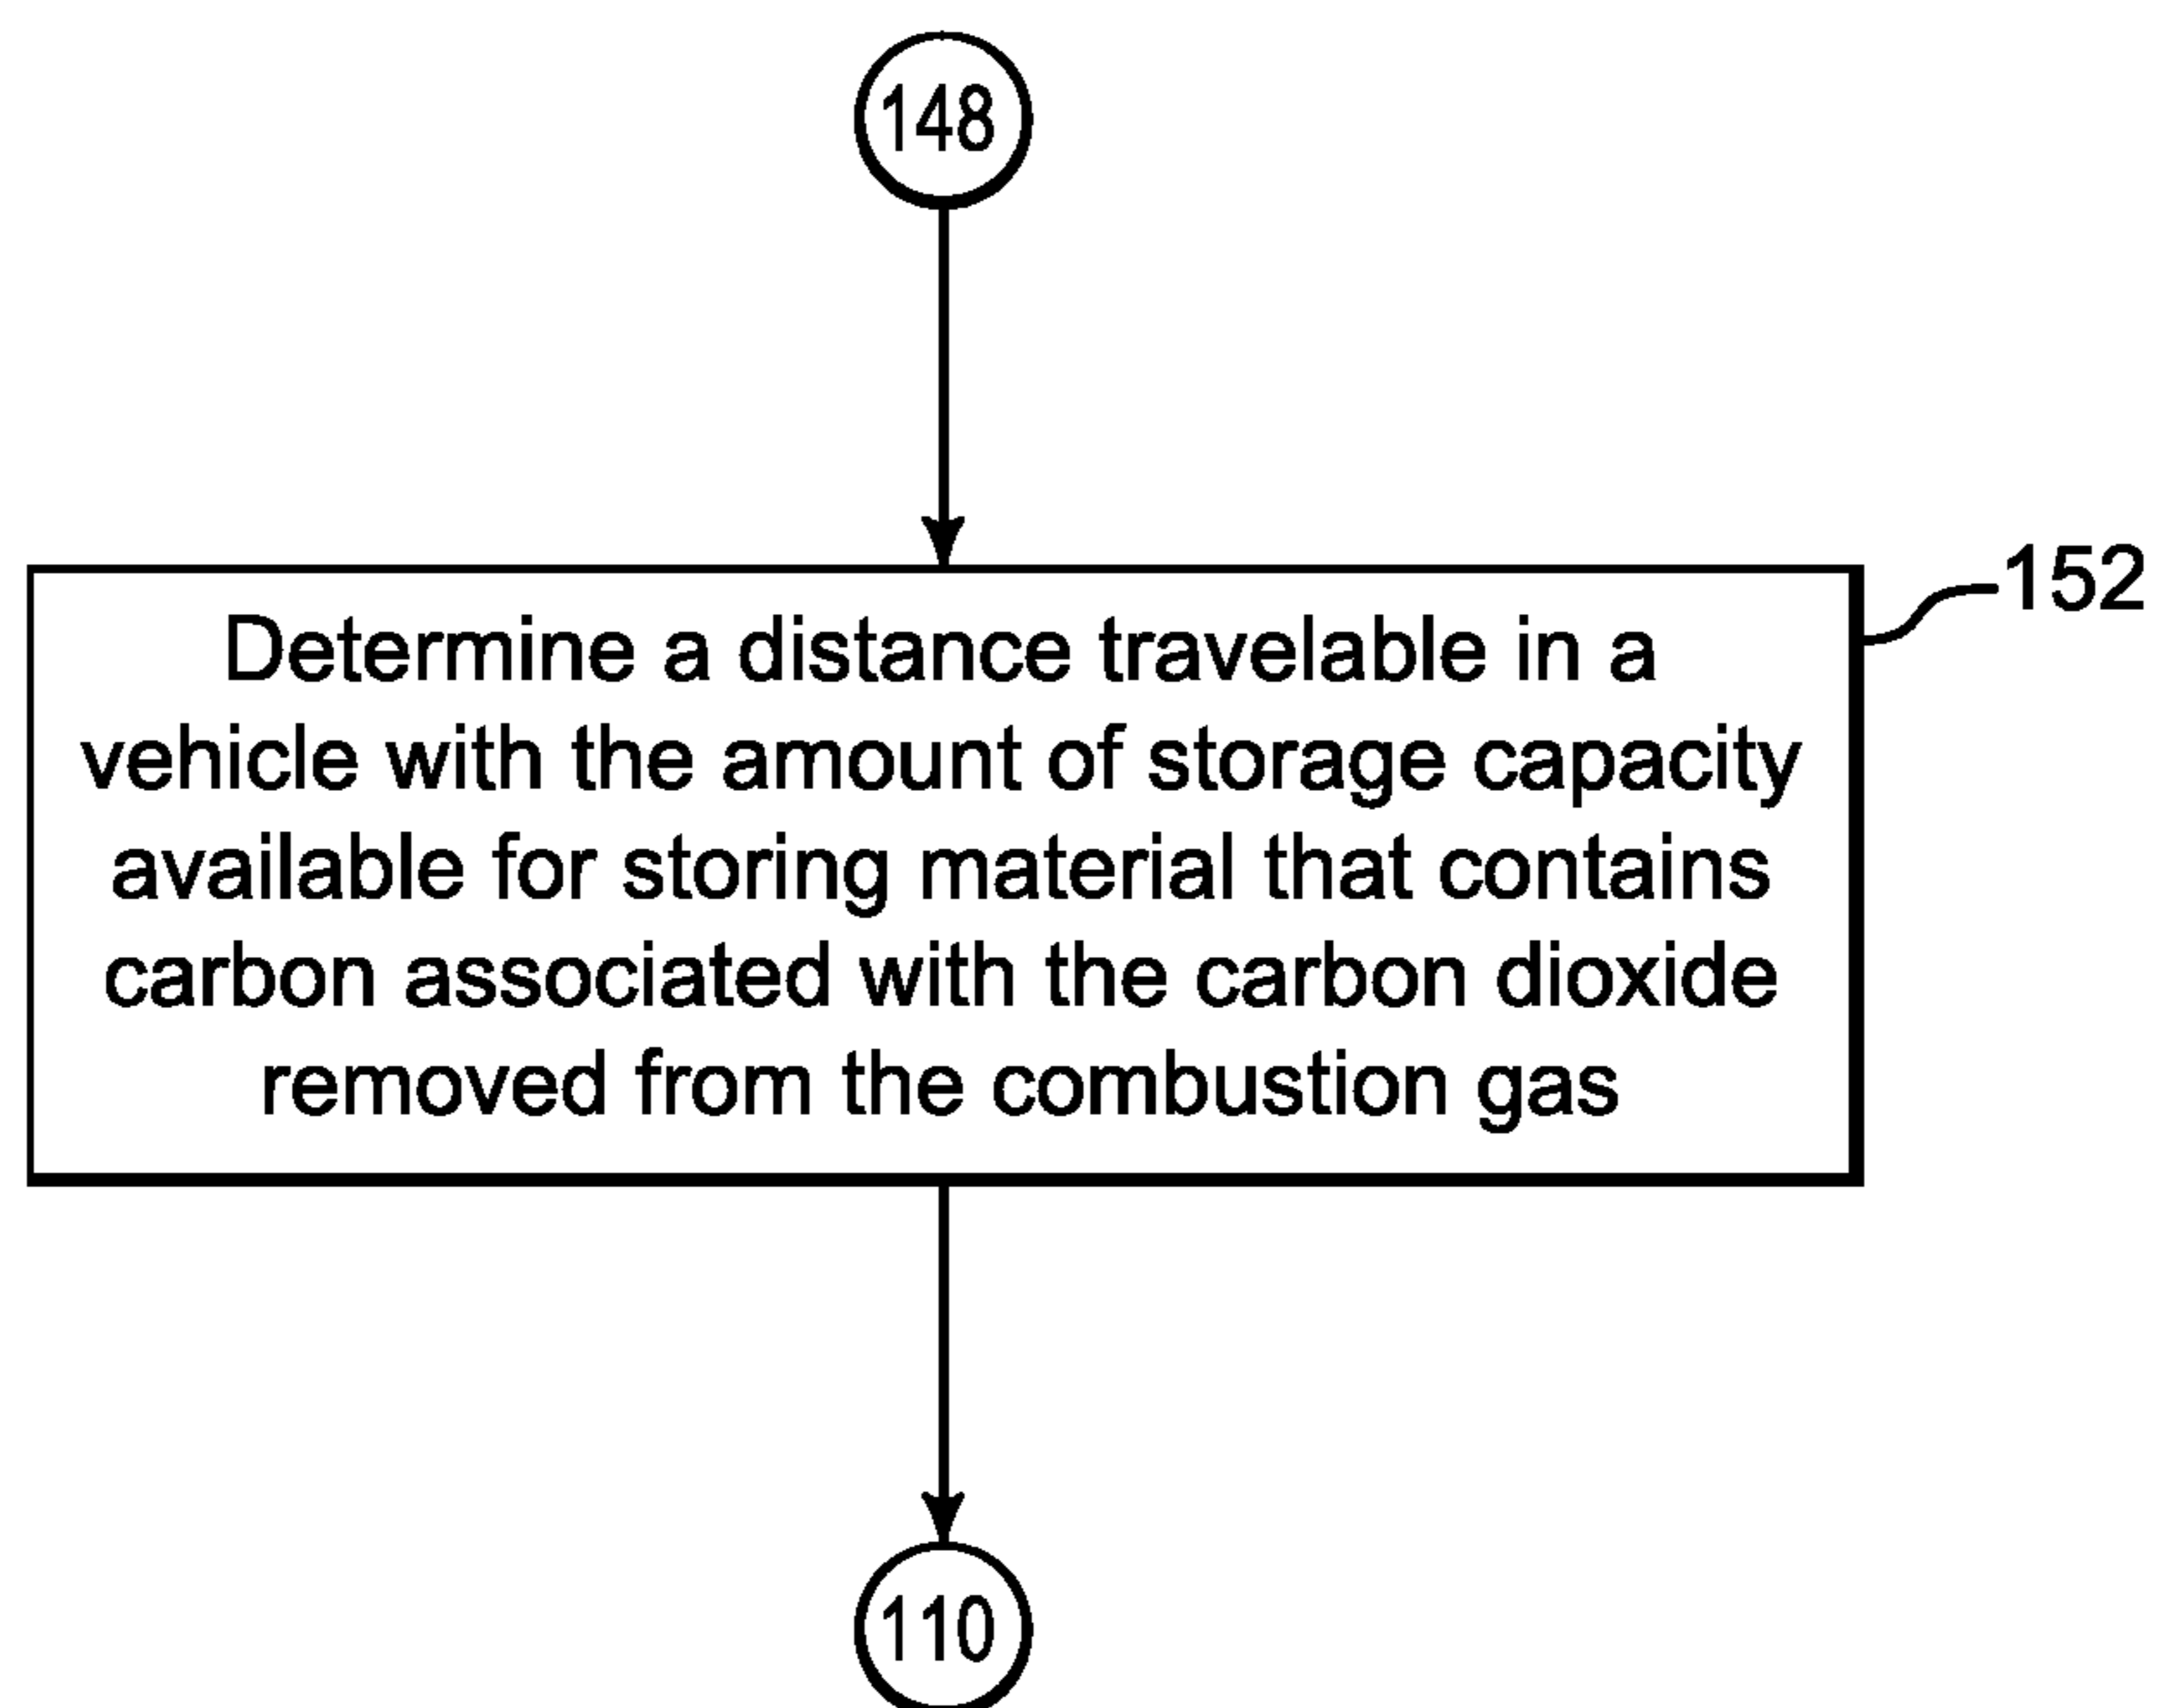 148
152
Determine a distance travelable in a
vehicle with the amount of storage capacity
available for storing material that contains
carbon associated with the carbon dioxide
removed from the combustion gas
110